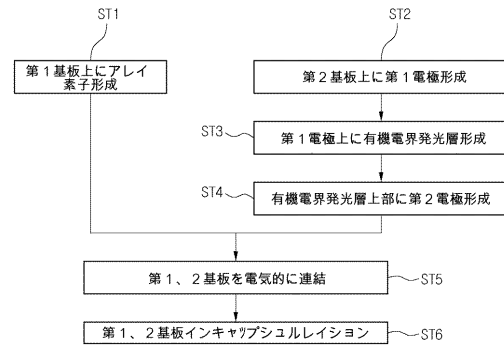 ST1
第1基板上にアレイ
素子形成
ST2
第2基板上に第1電極形成
ST3
第1電極上に有機電界発光層形成
ST4
有機電界発光層上部に第2電極形成
第1、2基板を電気的に連結
ST5
第1、2基板インキャリプシュルレイション
ST6